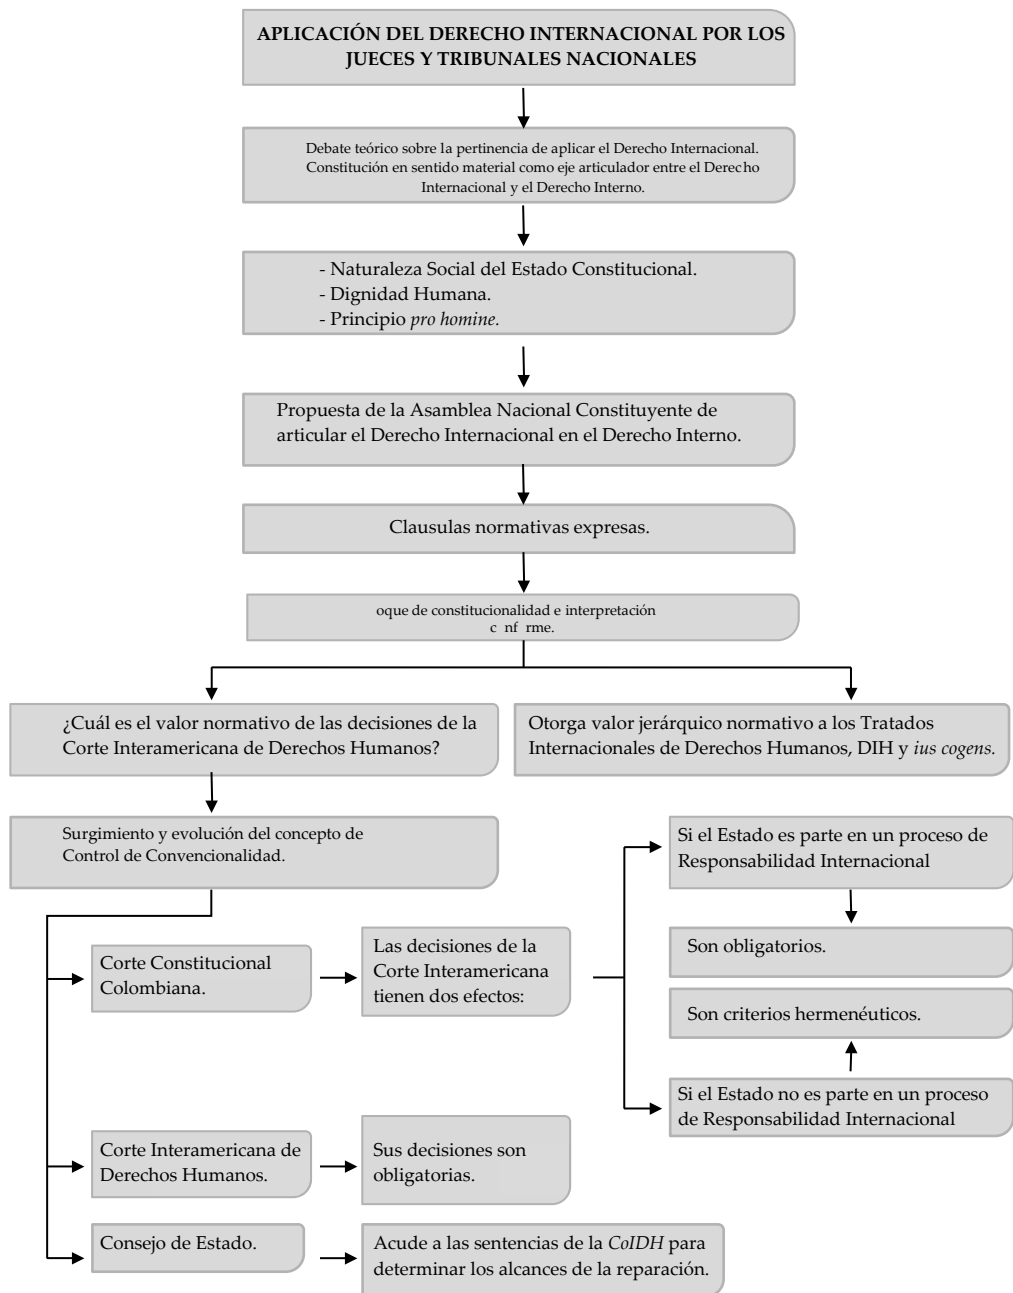 APLICACIÓN DEL DERECHO INTERNACIONAL POR LOS
JUECES Y TRIBUNALES NACIONALES
Debate teórico sobre la pertinencia de aplicar el Derecho Internacional.
Constitución en sentido material como eje articulador entre el Derecho
Internacional y el Derecho Interno.
- Naturaleza Social del Estado Constitucional.
- Dignidad Humana.
- Principio pro homine.
Propuesta de la Asamblea Nacional Constituyente de
articular el Derecho Internacional en el Derecho Interno.
Clausulas normativas expresas.
oque de constitucionalidad e interpretación
c nf rme.
¿Cuál es el valor normativo de las decisiones de la
Corte Interamericana de Derechos Humanos?
Otorga valor jerárquico normativo a los Tratados
Internacionales de Derechos Humanos, DIH y ius cogens.
Surgimiento y evolución del concepto de
Control de Convencionalidad.
Si el Estado es parte en un proceso de
Responsabilidad Internacional
Son obligatorios.
Corte Constitucional
Colombiana.
Las decisiones de la
Corte Interamericana
tienen dos efectos:
Son criterios hermenéuticos.
Si el Estado no es parte en un proceso
de Responsabilidad Internacional
Corte Interamericana de
Derechos Humanos.
Sus decisiones son
obligatorias.
Consejo de Estado.
Acude a las sentencias de la CoIDH para
determinar los alcances de la reparación.